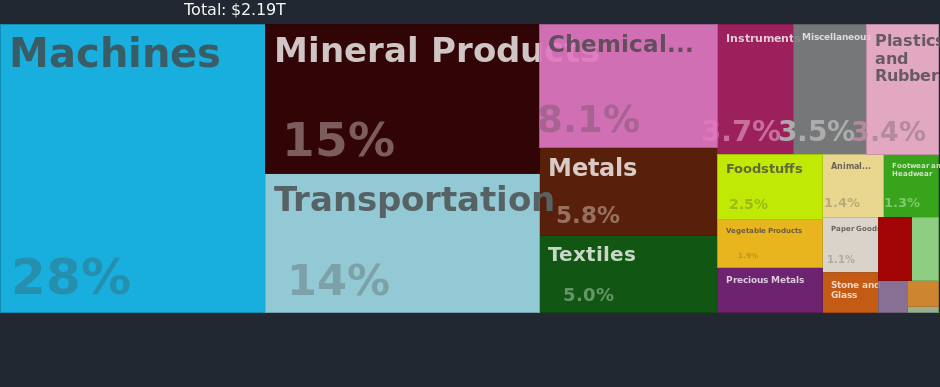 Total: $2.19T
Machines
28%
Mineral Products
15%
Transportation
14%
Chemical...
8.1%
Metals
5.8%
Textiles
5.0%
Instruments
3.7%
Miscellaneous
3.5%
Plastics
and
Rubber
3.4%
Foodstuffs
2.5%
Vegetable Products
1.9%
Precious Metals
Animal...
1.4%
Footwear and
Headwear
1.3%
Paper Goods
1.1%
Stone and
Glass